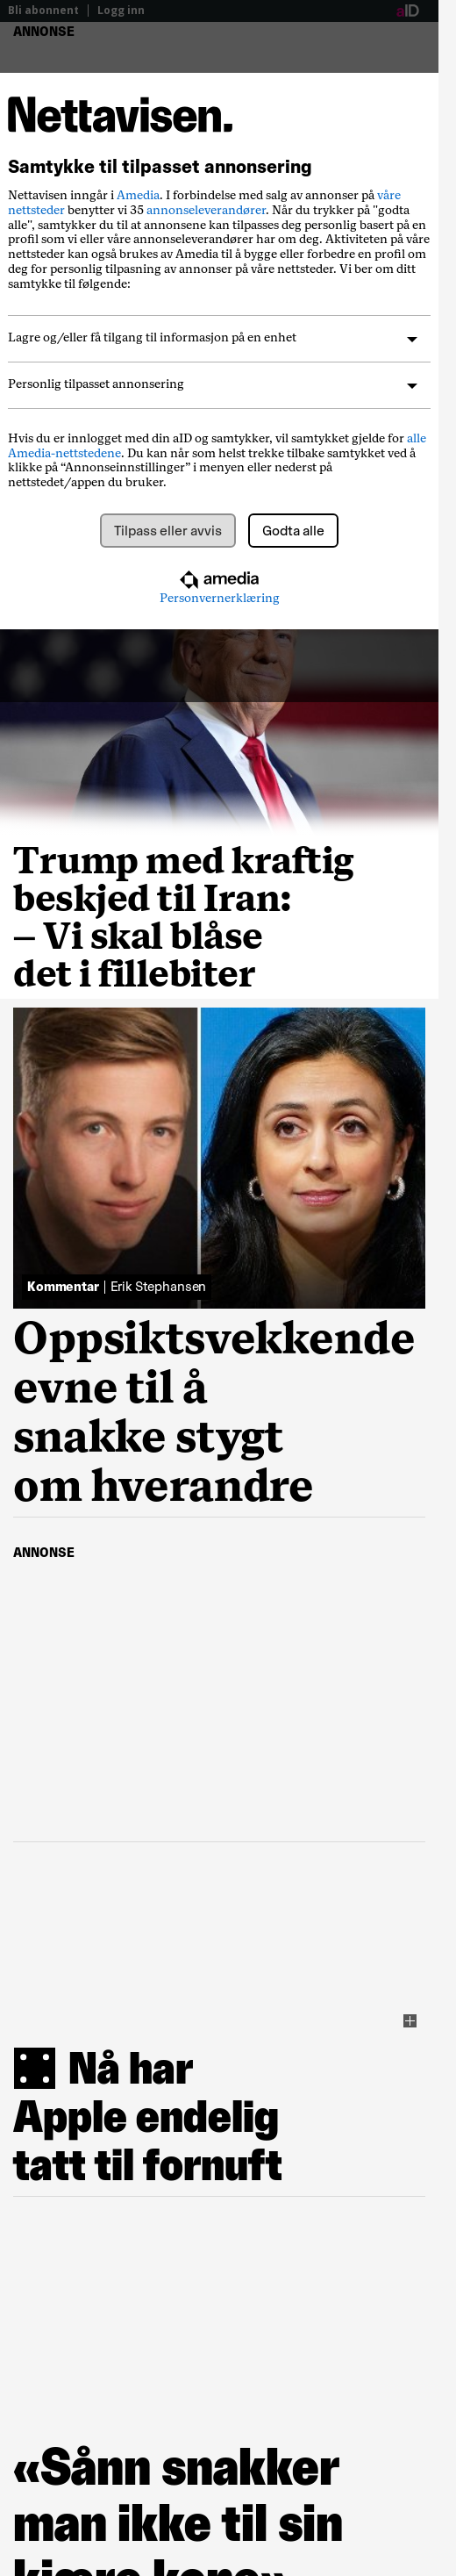 Bli abonnent | Logg inn aID
ANNONSE
Nettavisen.
Samtykke til tilpasset annonsering
Nettavisen inngår i Amedia. I forbindelse med salg av annonser på våre
nettsteder benytter vi 35 annonseleverandører. Når du trykker på "godta
alle", samtykker du til at annonsene kan tilpasses deg personlig basert på en
profil som vi eller våre annonseleverandører har om deg. Aktiviteten på våre
nettsteder kan også brukes av Amedia til å bygge eller forbedre en profil om
deg for personlig tilpasning av annonser på våre nettsteder. Vi ber om ditt
samtykke til følgende:
Lagre og/eller få tilgang til informasjon på en enhet
Personlig tilpasset annonsering
Hvis du er innlogget med din aID og samtykker, vil samtykket gjelde for alle
Amedia-nettstedene. Du kan når som helst trekke tilbake samtykket ved å
klikke på “Annonseinnstillinger” i menyen eller nederst på
nettstedet/appen du bruker.
Tilpass eller avvis Godta alle
amedia
Personvernerklæring
Trump med kraftig
beskjed til Iran:
– Vi skal blåse
det i fillebiter
Kommentar | Erik Stephansen
Oppsiktsvekkende
evne til å
snakke stygt
om hverandre
ANNONSE
Nå har
Apple endelig
tatt til fornuft
«Sånn snakker
man ikke til sin
kjære kone»